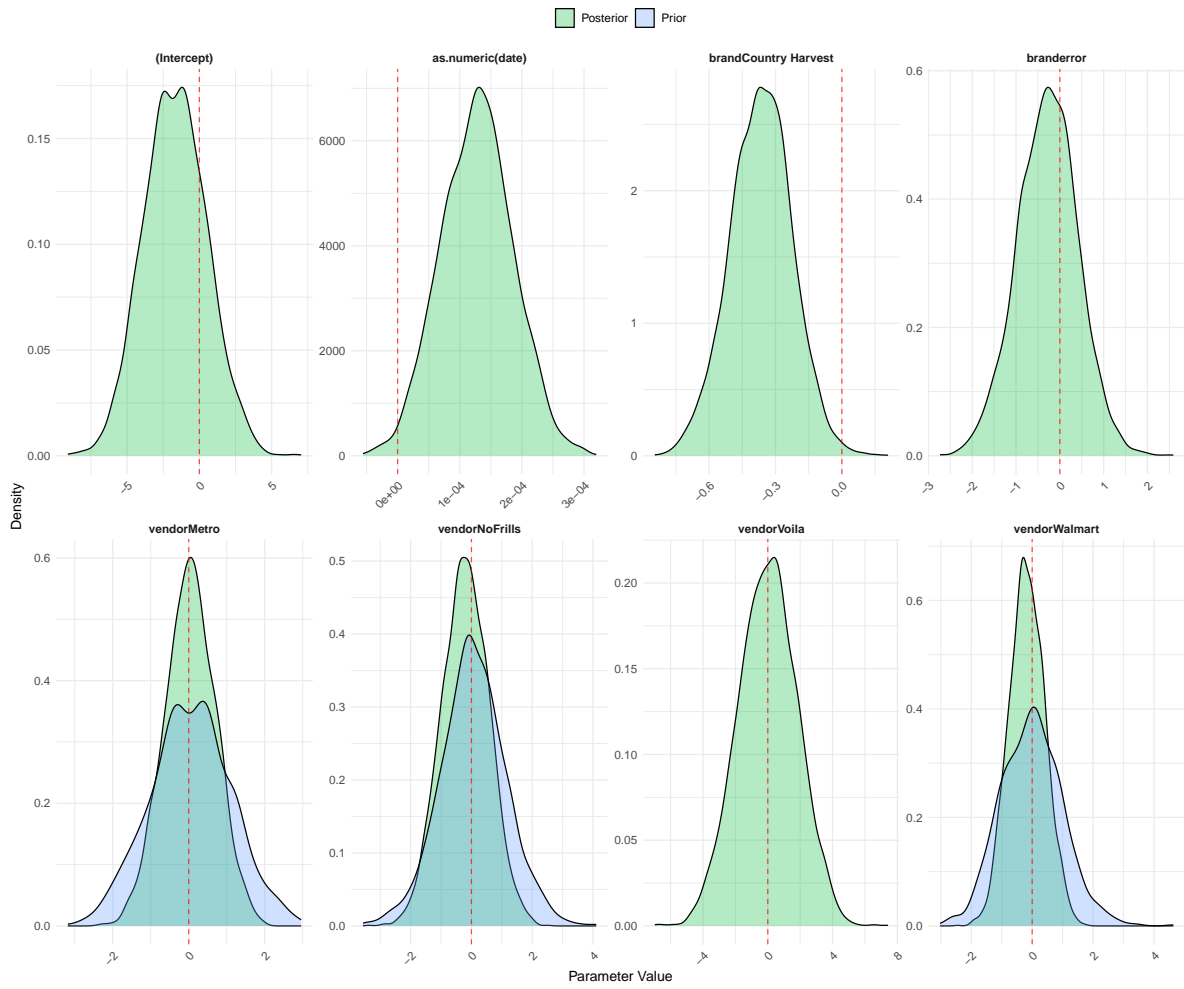 Posterior Prior
(Intercept) as.numeric(date) brandCountry Harvest branderror
0.15
0.10
0.05
0.00
−5 0 5
6000
4000
2000
0
0e+00 1e−04 2e−04 3e−04
2
1
0
−0.6 −0.3 0.0
0.6
0.4
0.2
0.0
−3 −2 −1 0 1 2
Density
vendorMetro vendorNoFrills vendorVoila vendorWalmart
0.6
0.4
0.2
0.0
−2 0 2
0.5
0.4
0.3
0.2
0.1
0.0
−2 0 2 4
0.20
0.15
0.10
0.05
0.00
−4 0 4 8
0.6
0.4
0.2
0.0
−2 0 2 4
Parameter Value